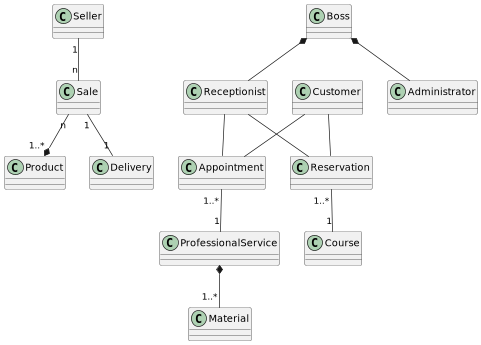 C Seller
C Boss
1
n
C Sale
C Receptionist
C Customer
C Administrator
n
1
1..*
1
C Product
C Delivery
C Appointment
C Reservation
1..*
1..*
1
1
C ProfessionalService
C Course
1..*
C Material